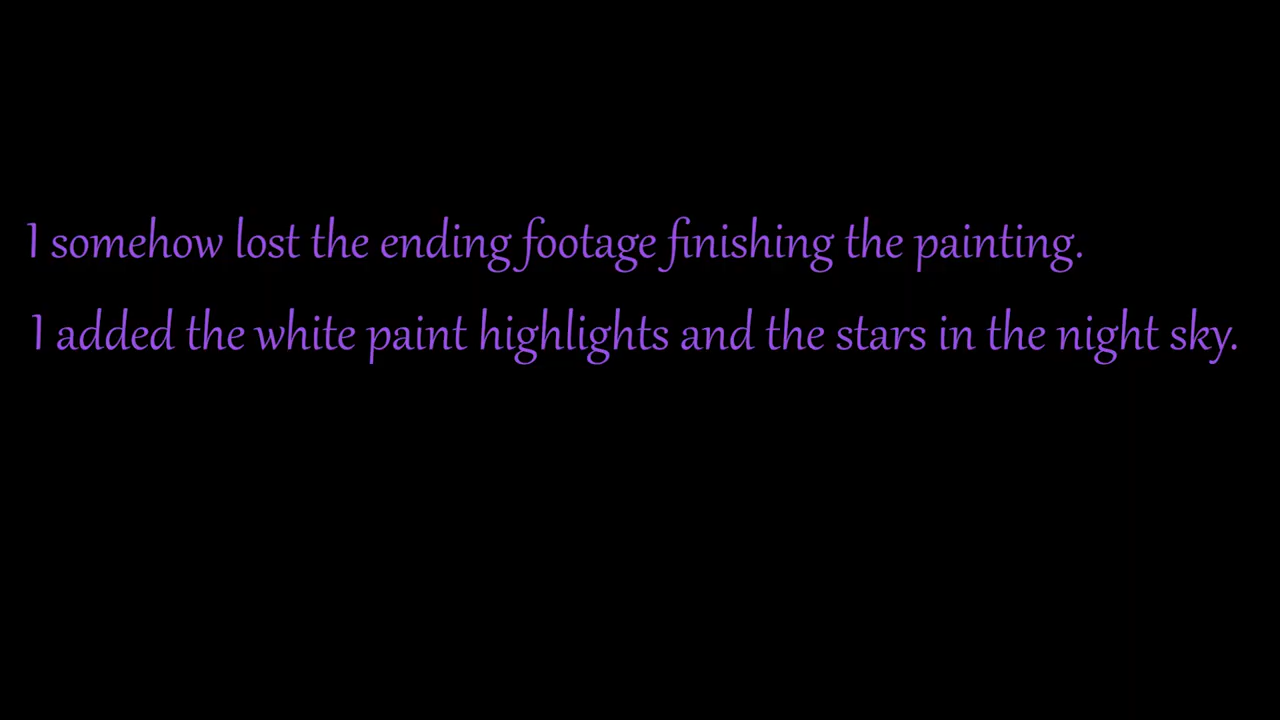 I somehow lost the ending footage finishing the painting.
I added the white paint highlights and the stars in the night sky.